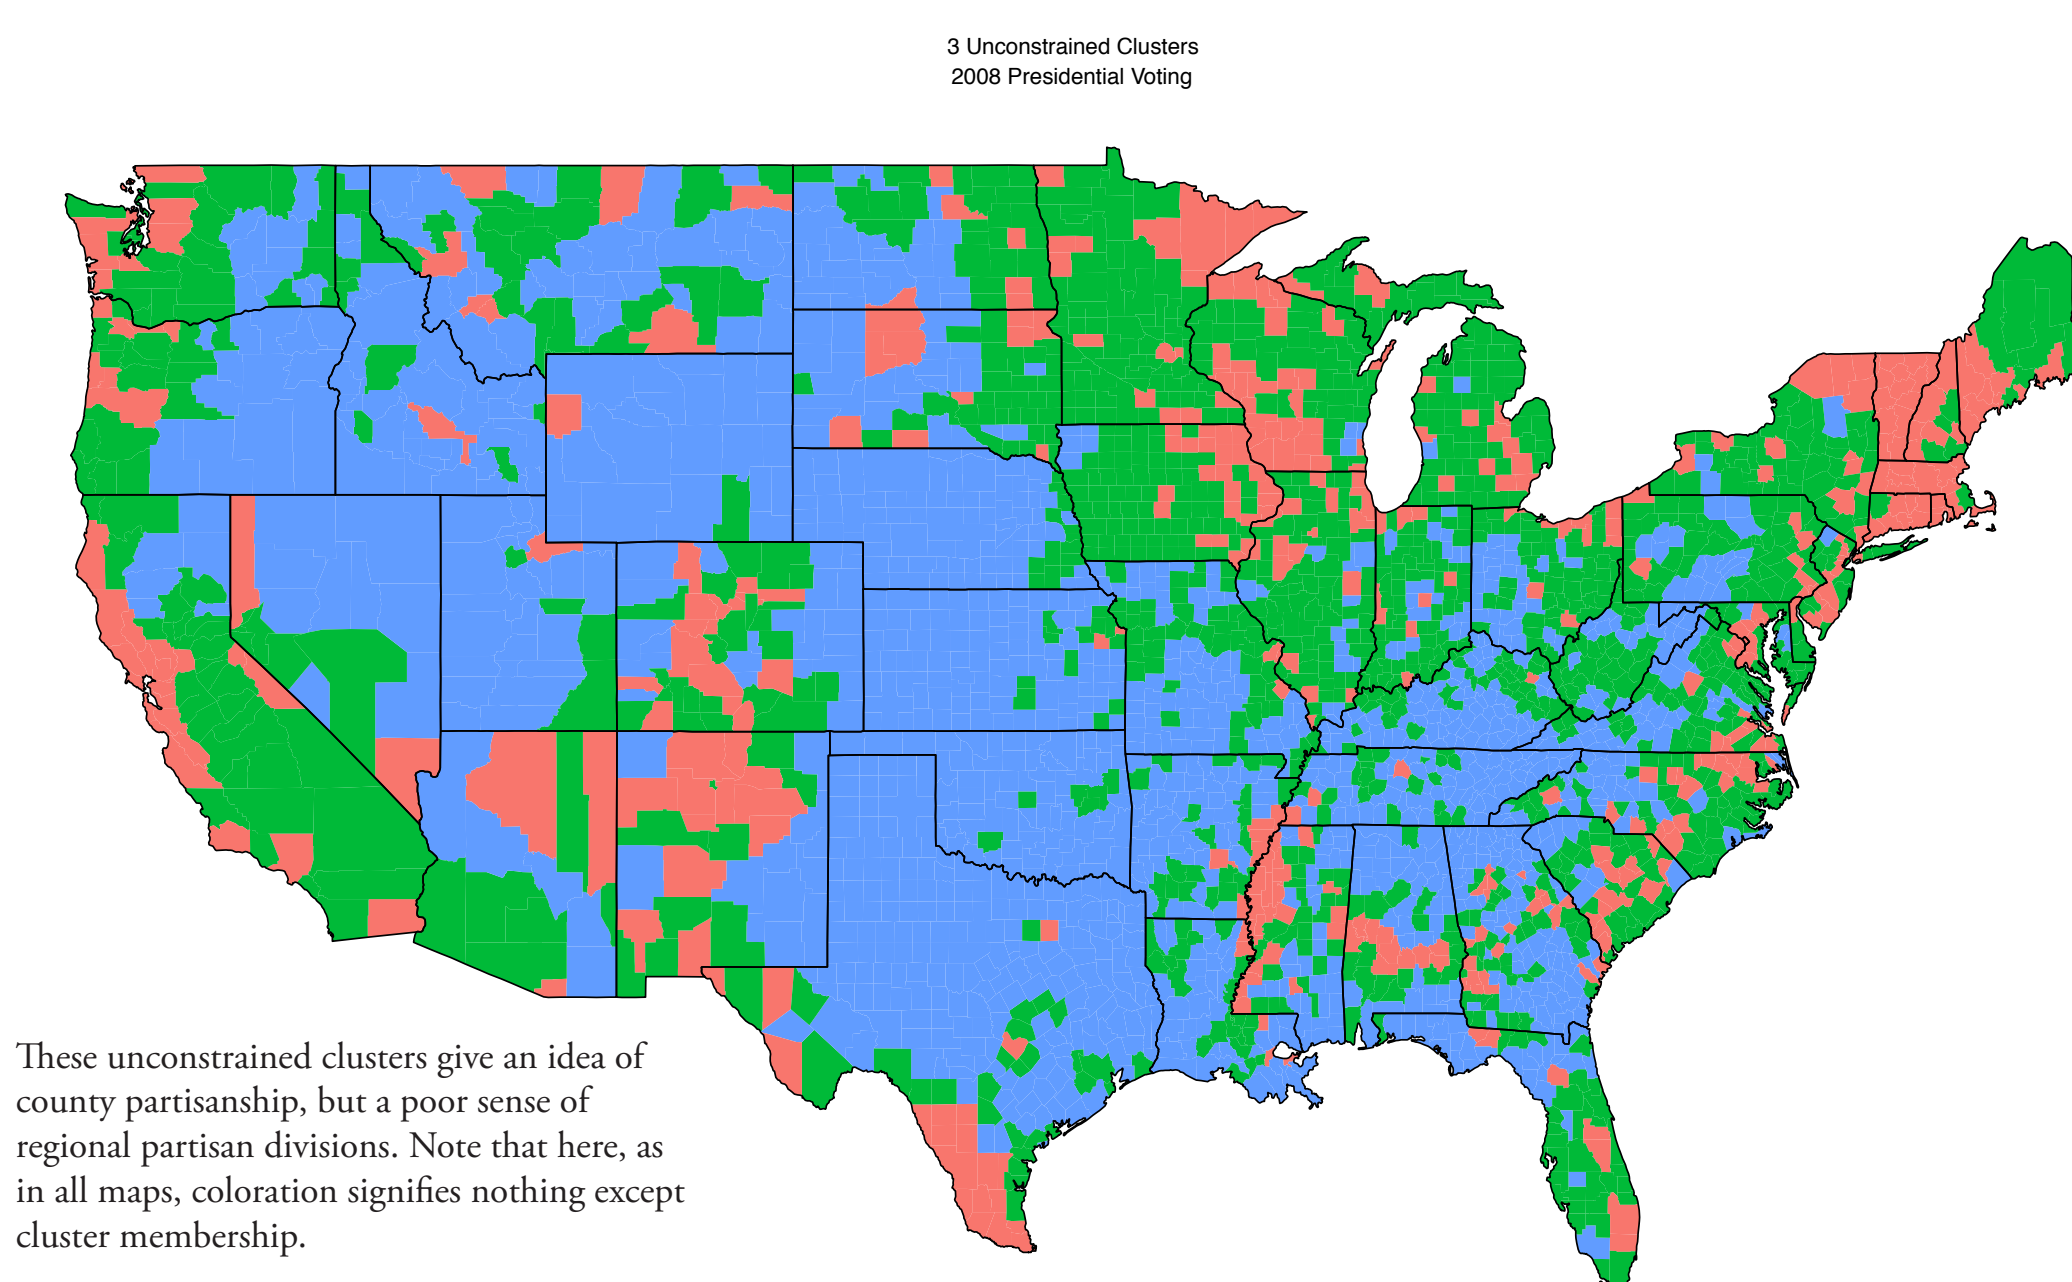 3 Unconstrained Clusters
2008 Presidential Voting
These unconstrained clusters give an idea of
county partisanship, but a poor sense of
regional partisan divisions. Note that here, as
in all maps, coloration signifies nothing except
cluster membership.